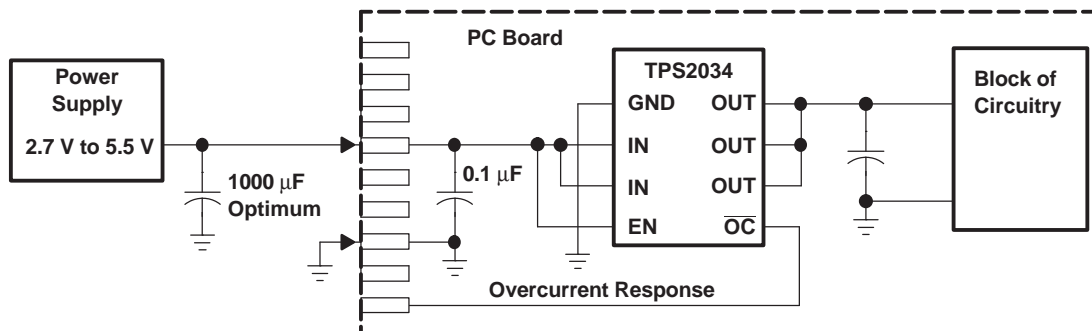 PC Board
Power
Supply
2.7 V to 5.5 V
1000 μF
Optimum
0.1 μF
TPS2034
GND OUT
IN OUT
IN OUT
EN O̅C̅
Block of
Circuitry
Overcurrent Response